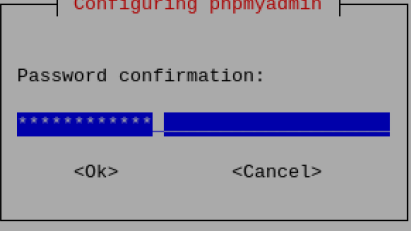 Configuring phpmyadmin
Password confirmation:
************
<Ok> <Cancel>